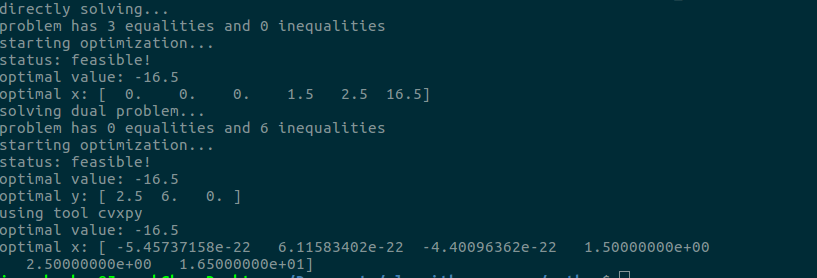 directly solving...
problem has 3 equalities and 0 inequalities
starting optimization...
status: feasible!
optimal value: -16.5
optimal x: [  0.     0.     0.    1.5   2.5  16.5]
solving dual problem...
problem has 0 equalities and 6 inequalities
starting optimization...
status: feasible!
optimal value: -16.5
optimal y: [ 2.5  6.   0. ]
using tool cvxpy
optimal value: -16.5
optimal x: [ -5.45737158e-22   6.11583402e-22  -4.40096362e-22   1.50000000e+00
   2.50000000e+00   1.65000000e+01]